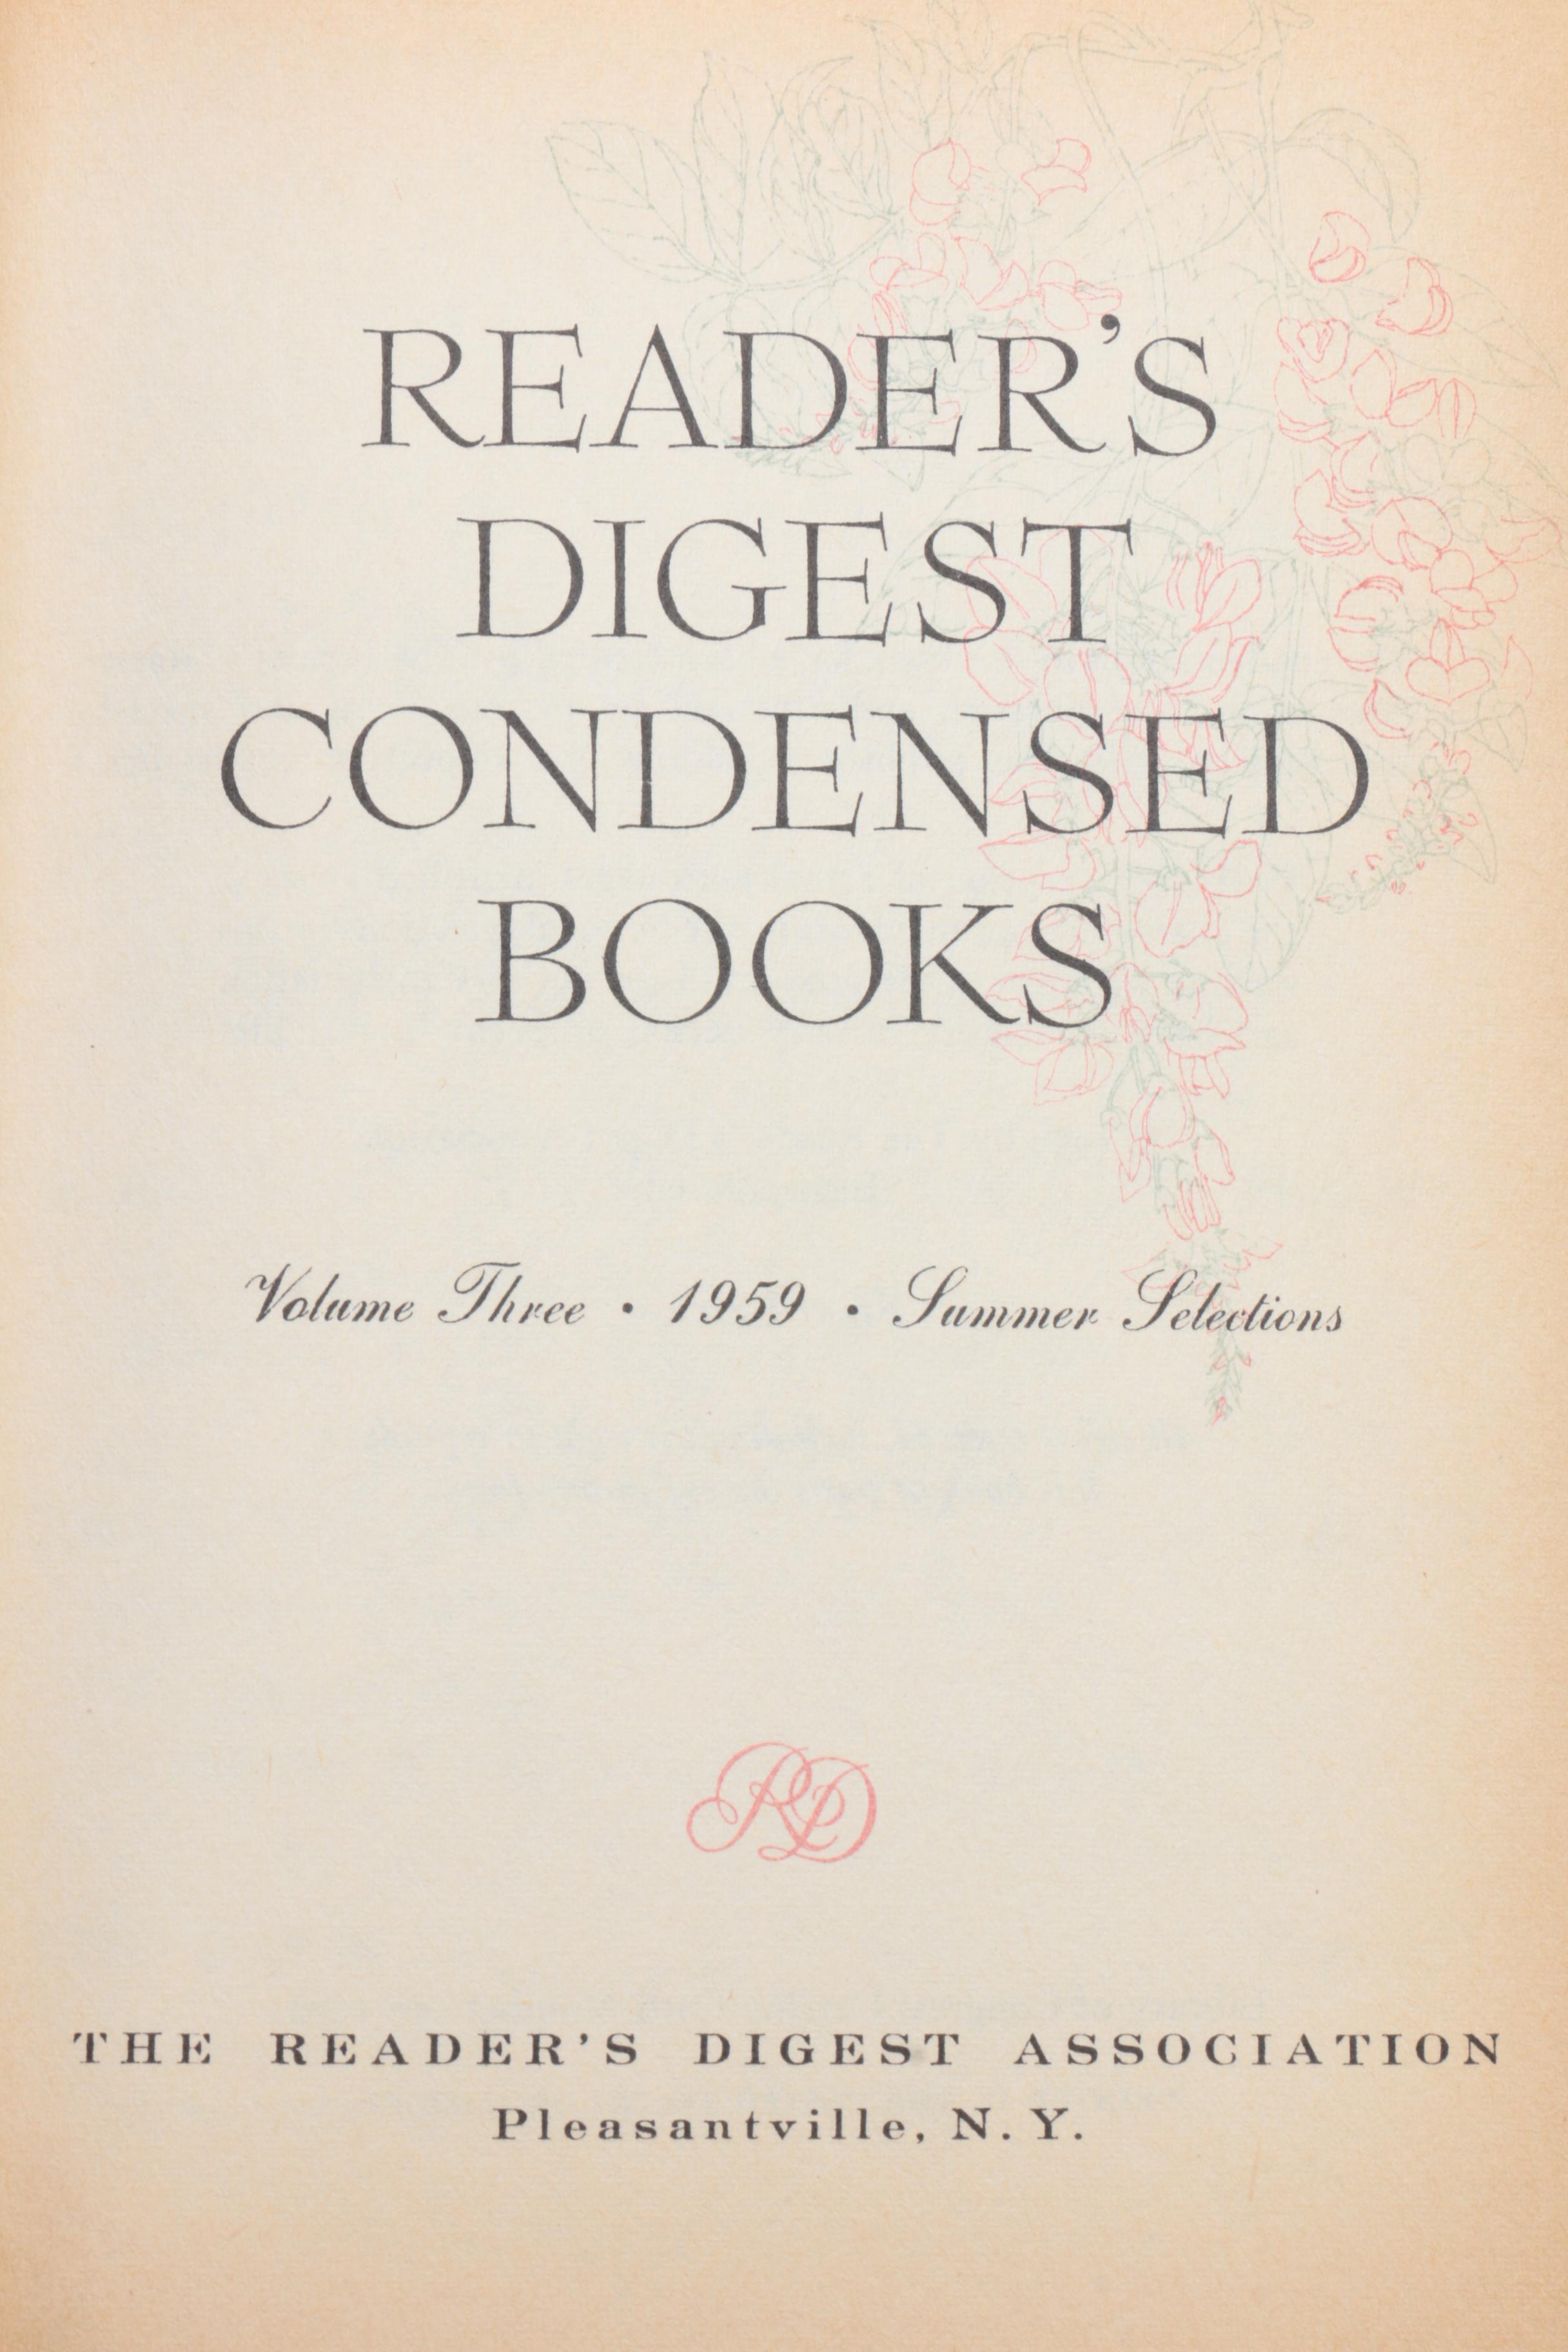 READER'S
DIGEST
CONDENSED
BOOKS
Volume Three • 1959 • Summer Selections
RD
THE READER'S DIGEST ASSOCIATION
Pleasantville, N. Y.